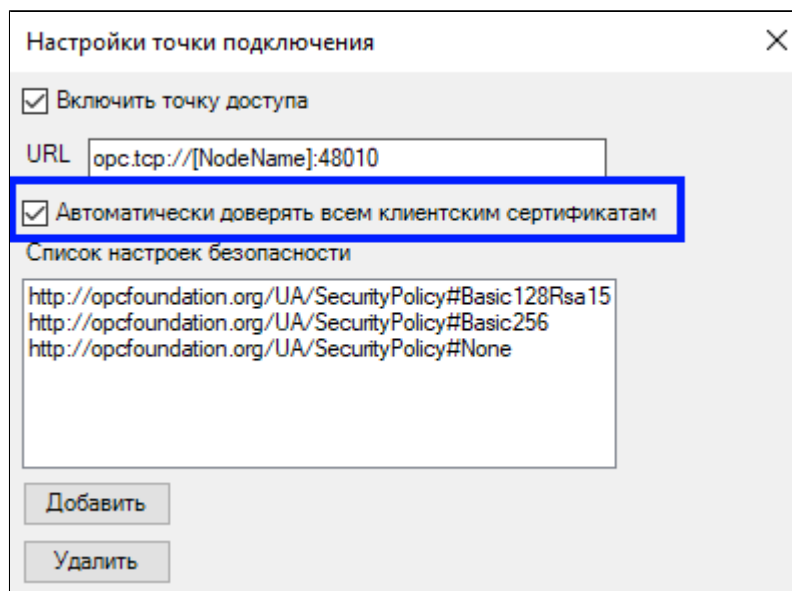 Настройки точки подключения
Включить точку доступа
URL opc.tcp://[NodeName]:48010
Автоматически доверять всем клиентским сертификатам
Список настроек безопасности
http://opcfoundation.org/UA/SecurityPolicy#Basic128Rsa15
http://opcfoundation.org/UA/SecurityPolicy#Basic256
http://opcfoundation.org/UA/SecurityPolicy#None
Добавить
Удалить